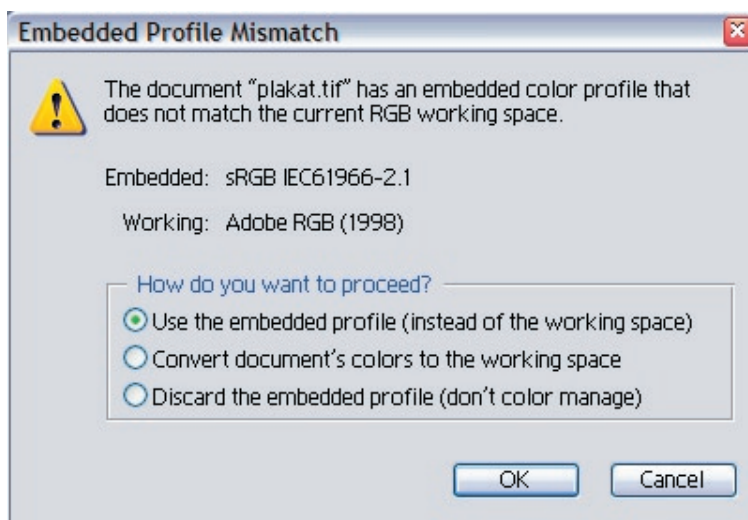 Embedded Profile Mismatch
The document "plakat.tif" has an embedded color profile that
does not match the current RGB working space.
Embedded: sRGB IEC61966-2.1
Working: Adobe RGB (1998)
How do you want to proceed?
Use the embedded profile (instead of the working space)
Convert document's colors to the working space
Discard the embedded profile (don't color manage)
OK Cancel